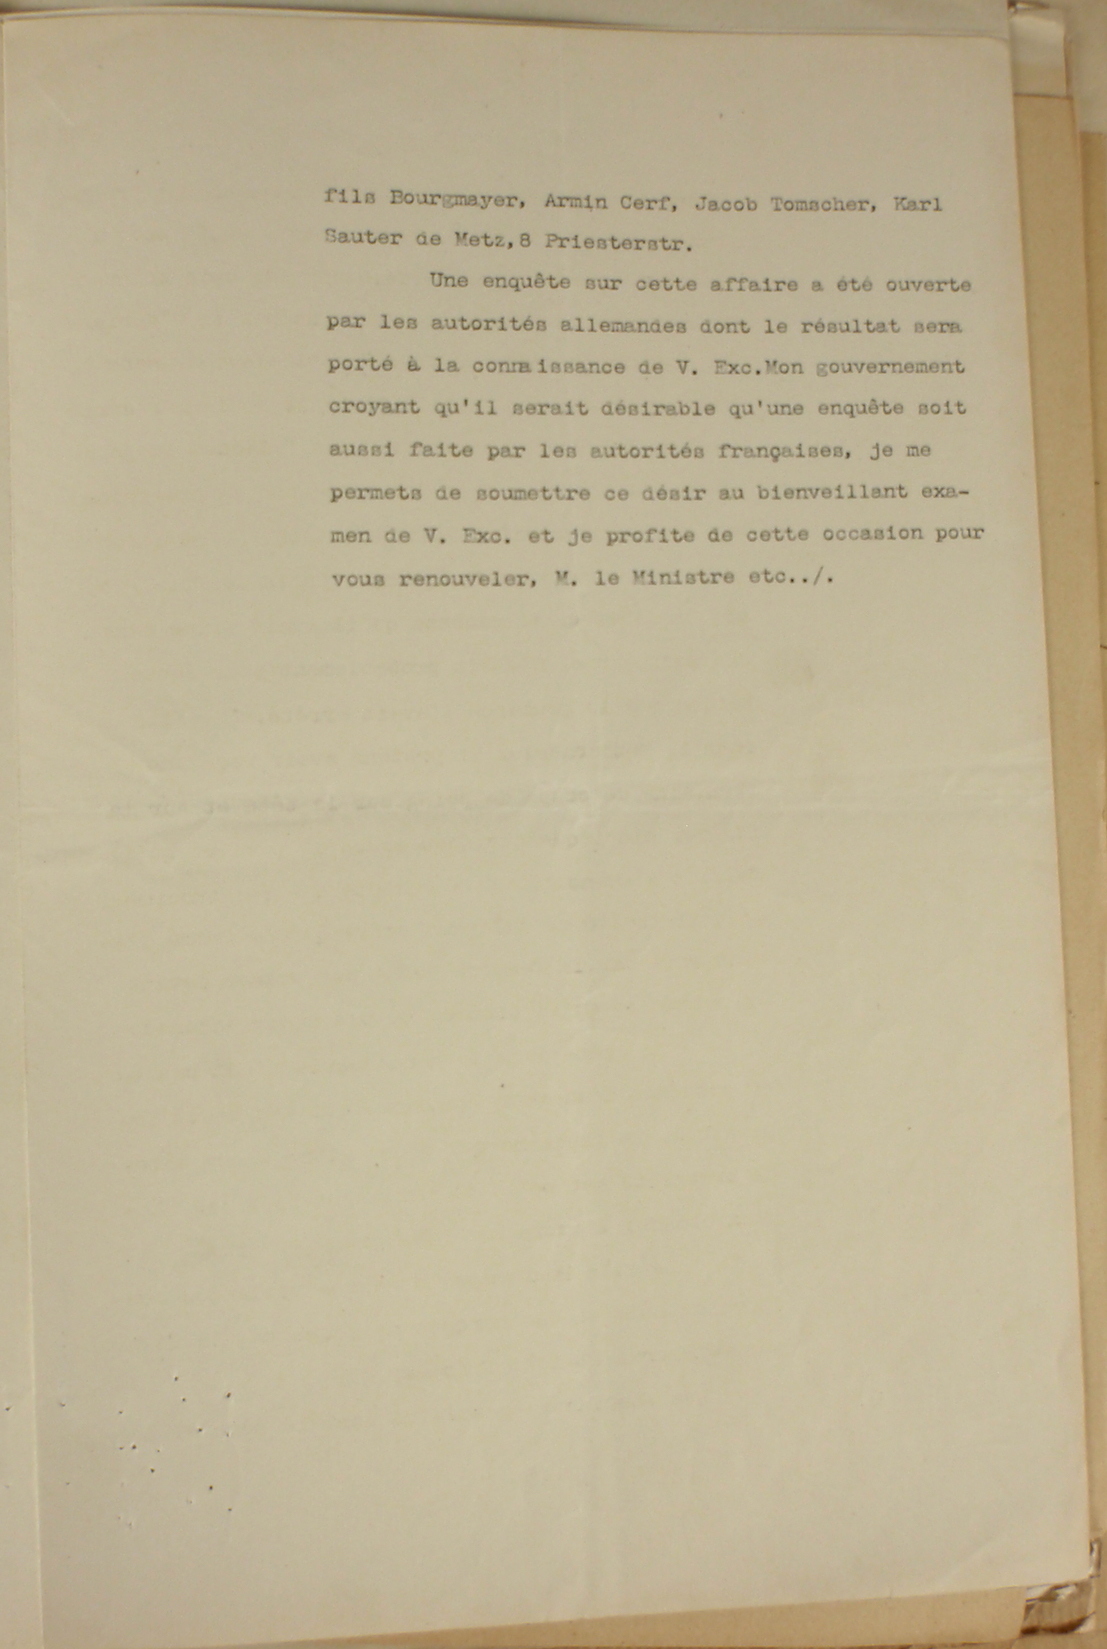 fils Bourgmayer, Armin Cerf, Jacob Tomscher, Karl
Sauter de Metz,8 Priesterstr.
Une enquête sur cette affaire a été ouverte
par les autorités allemandes dont le résultat sera
porté à la connaissance de V. Exc.Mon gouvernement
croyant qu'il serait désirable qu'une enquête soit
aussi faite par les autorités françaises, je me
permets de soumettre ce désir au bienveillant exa-
men de V. Exc. et je profite de cette occasion pour
vous renouveler, M. le Ministre etc../.